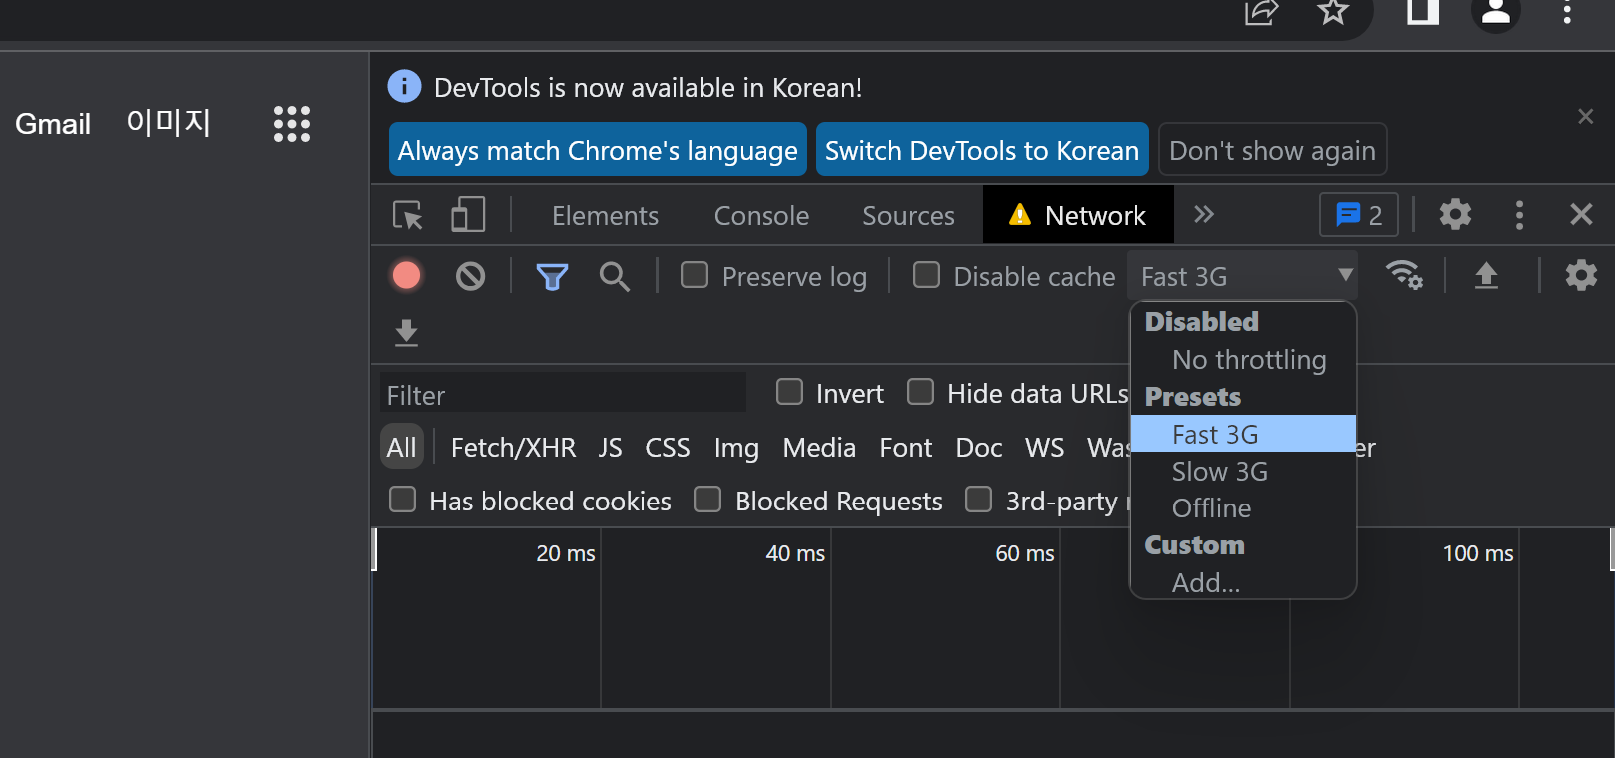 Gmail 이미지
DevTools is now available in Korean!
Always match Chrome's language Switch DevTools to Korean Don't show again
Elements Console Sources Network 2
Preserve log Disable cache Fast 3G
Disabled
No throttling
Presets
Fast 3G
Slow 3G
Offline
Custom
Add...
Filter Invert Hide data URLs
All Fetch/XHR JS CSS Img Media Font Doc WS
Has blocked cookies Blocked Requests 3rd-party
20 ms 40 ms 60 ms 100 ms